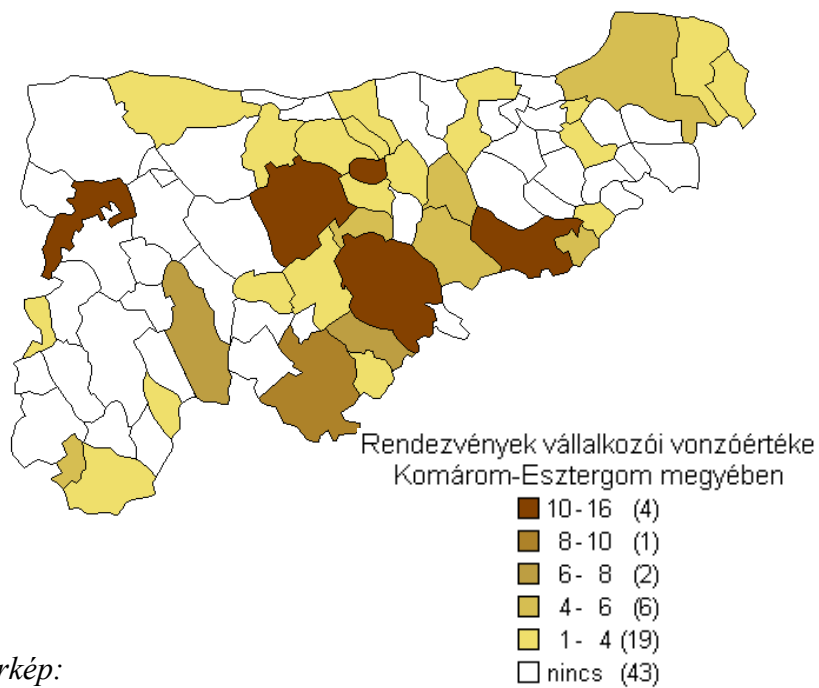 Rendezvények vállalkozói vonzóértéke
Komárom-Esztergom megyében
10 - 16 (4)
8 - 10 (1)
6 - 8 (2)
4 - 6 (6)
1 - 4 (19)
nincs (43)
rkép: